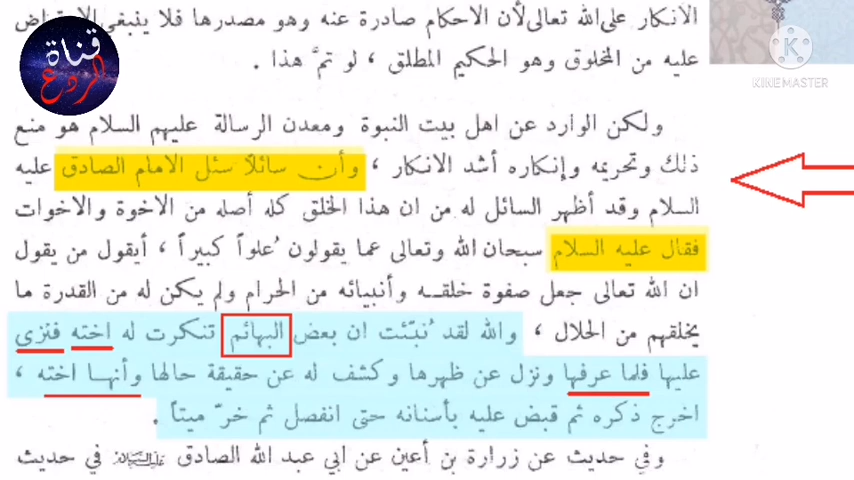 الانكار على الله تعالى لأن الاحكام صادرة عنه وهو مصدرها فلا ينبغى
عليه من المخلوق وهو الحكيم المطلق ، لو تمّ هذا .
قناة
الردع
KINEMASTER
ولكن الوارد عن اهل بيت النبوة ومعدن الرسالة عليهم السلام هو منع
ذلك وتحريمه وإنكاره أشد الانكار ، وأن سائلاً سئل الامام الصادق عليه
السلام وقد أظهر السائل له من ان هذا الخلق كله أصله من الاخوة والاخوات
فقال عليه السلام سبحان الله وتعالى عما يقولون عُلواً كبيراً ، أيقول من يقول
ان الله تعالى جعل صفوة خلقه وأنبيائه من الحرام ولم يكن له من القدرة ما
يخلقهم من الحلال ، والله لقد نُبّئت ان بعض البهائم تنكرت له اخته فنزى
عليها فلما عرفها ونزل عن ظهرها وكشف له عن حقيقة حالها وأنها اخته ،
اخرج ذكره ثم قبض عليه بأسنانه حتى انفصل ثم خرّ ميتاً .
وفي حديث عن زرارة بن أعين عن ابي عبد الله الصادق عليه السلام في حديث